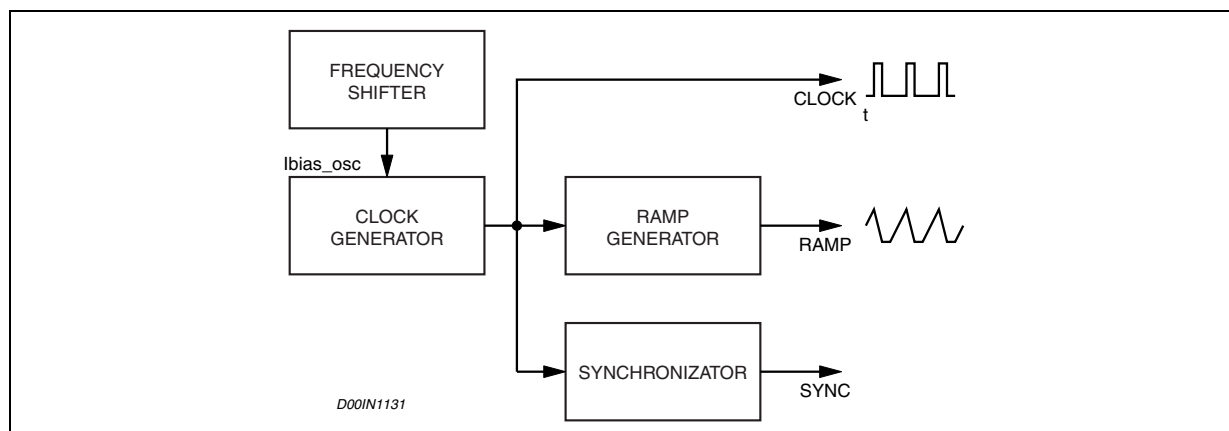 FREQUENCY
SHIFTER
CLOCK
t
Ibias_osc
CLOCK
GENERATOR
RAMP
GENERATOR
RAMP
SYNCHRONIZATOR
SYNC
D00IN1131